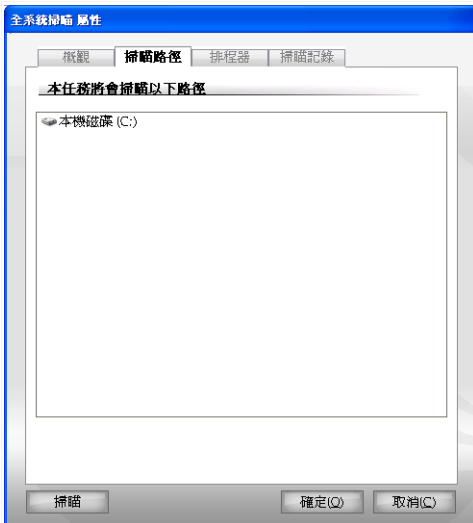 全系統掃瞄 屬性
概觀 掃瞄路徑 排程器 掃瞄記錄
本任務將會掃瞄以下路徑
本機磁碟 (C:)
掃瞄 確定(O) 取消(C)